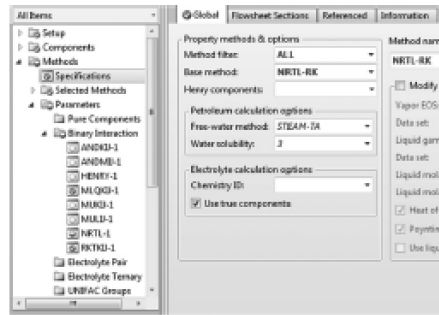 All Items
Setup
Components
Methods
Specifications
Selected Methods
Parameters
Pure Components
Binary Interaction
ANDKIJ-1
ANDMIJ-1
HENRY-1
MLQKIJ-1
MUKIJ-1
MULIJ-1
NRTL-1
RKTKIJ-1
Electrolyte Pair
Electrolyte Ternary
UNIFAC Groups
Global Flowsheet Sections Referenced Information
Property methods & options
Method filter: ALL
Base method: NRTL-RK
Henry components:
Petroleum calculation options
Free-water method: STEAM-TA
Water solubility: 3
Electrolyte calculation options
Chemistry ID:
Use true components
Method name
NRTL-RK
Modify
Vapor EOS
Data set:
Liquid gam
Data set:
Liquid mol
Liquid mol
Heat of
Poyntin
Use liqu